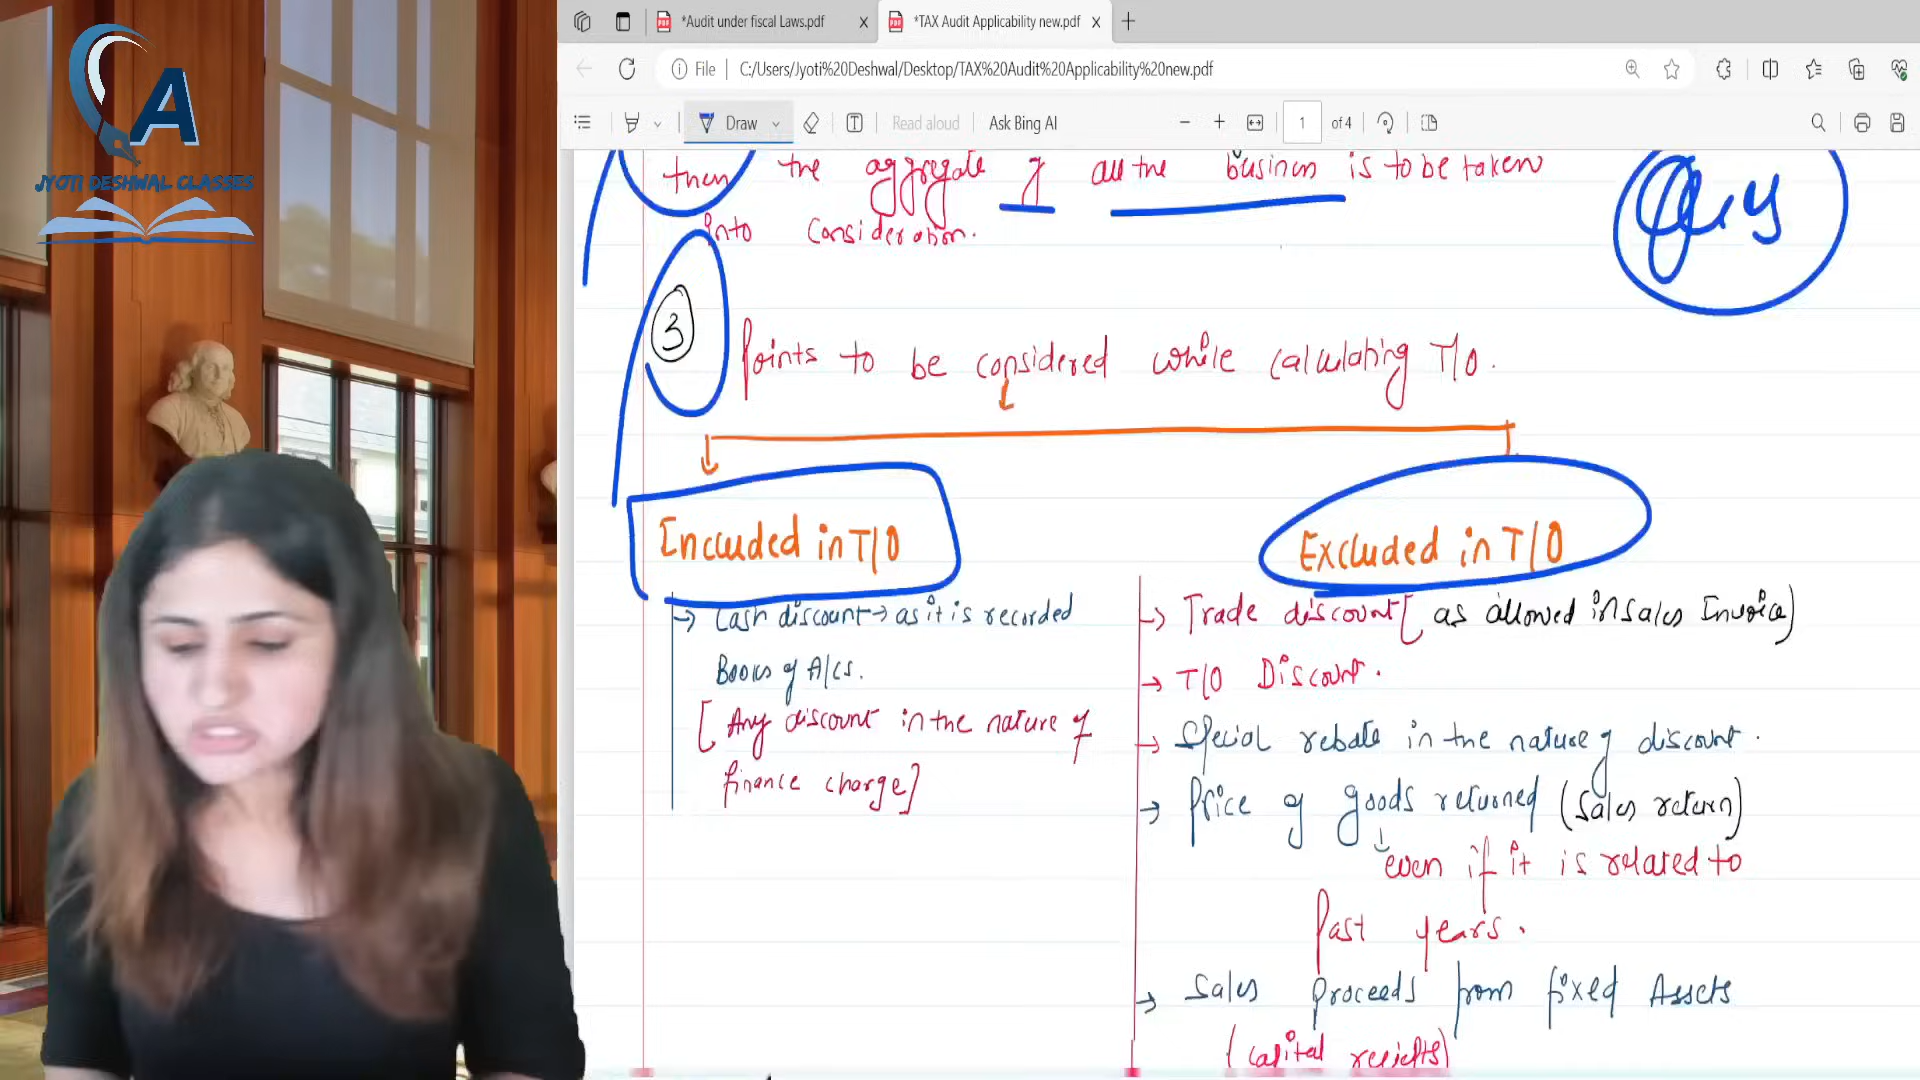 *Audit under fiscal Laws.pdf
*TAX Audit Applicability new.pdf
File
C:/Users/Jyoti%20Deshwal/Desktop/TAX%20Audit%20Applicability%20new.pdf
Draw
Read aloud
Ask Bing AI
1
of 4
A
JYOTI DESHWAL CLASSES
then the aggregate of all the business is to be taken
into consideration.
3
Points to be considered while calculating T/O.
Included in T/O
Excluded in T/O
→ Cash discount → as it is recorded
Books of A/cs.
[Any discount in the nature of
finance charge]
→ Trade discount [as allowed in sales Invoice)
→ T/O Discount.
→ Special rebate in the nature of discount.
→ Price of goods returned (Sales return)
even if it is related to
Past years.
→ Sales proceeds from fixed Assets